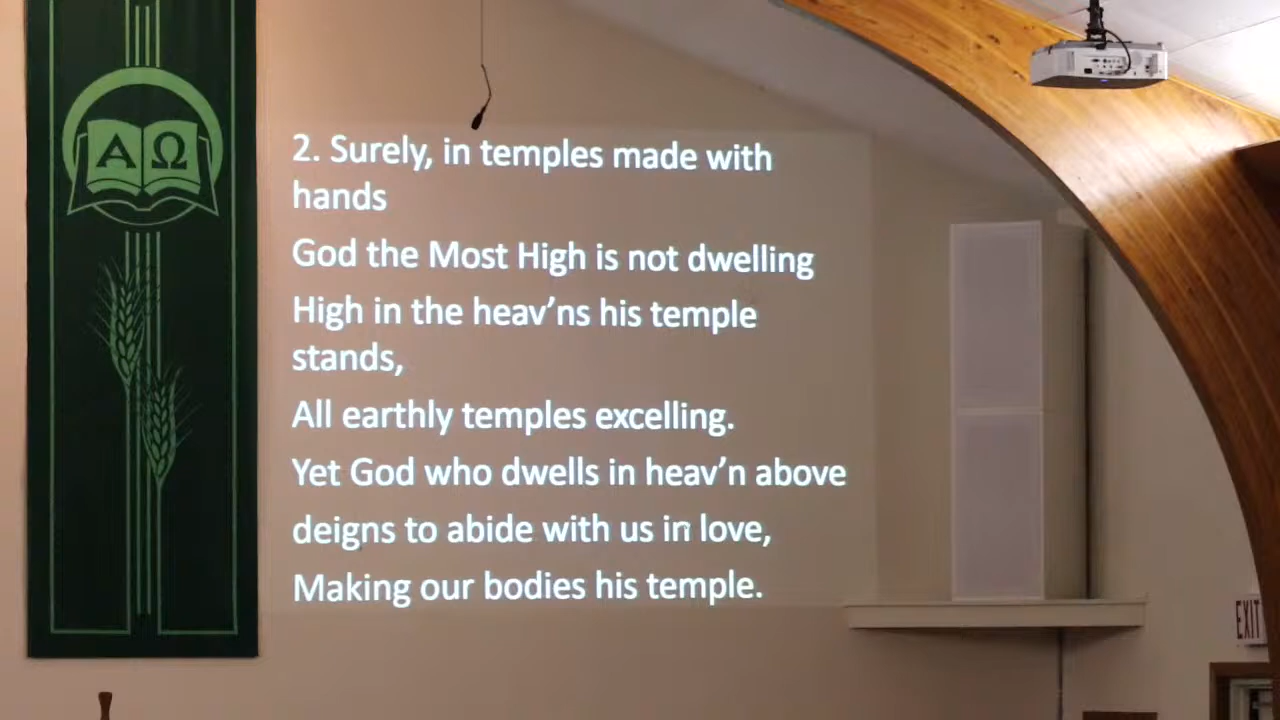 Α Ω
2. Surely, in temples made with
hands
God the Most High is not dwelling
High in the heav’ns his temple
stands,
All earthly temples excelling.
Yet God who dwells in heav’n above
deigns to abide with us in love,
Making our bodies his temple.
EXIT